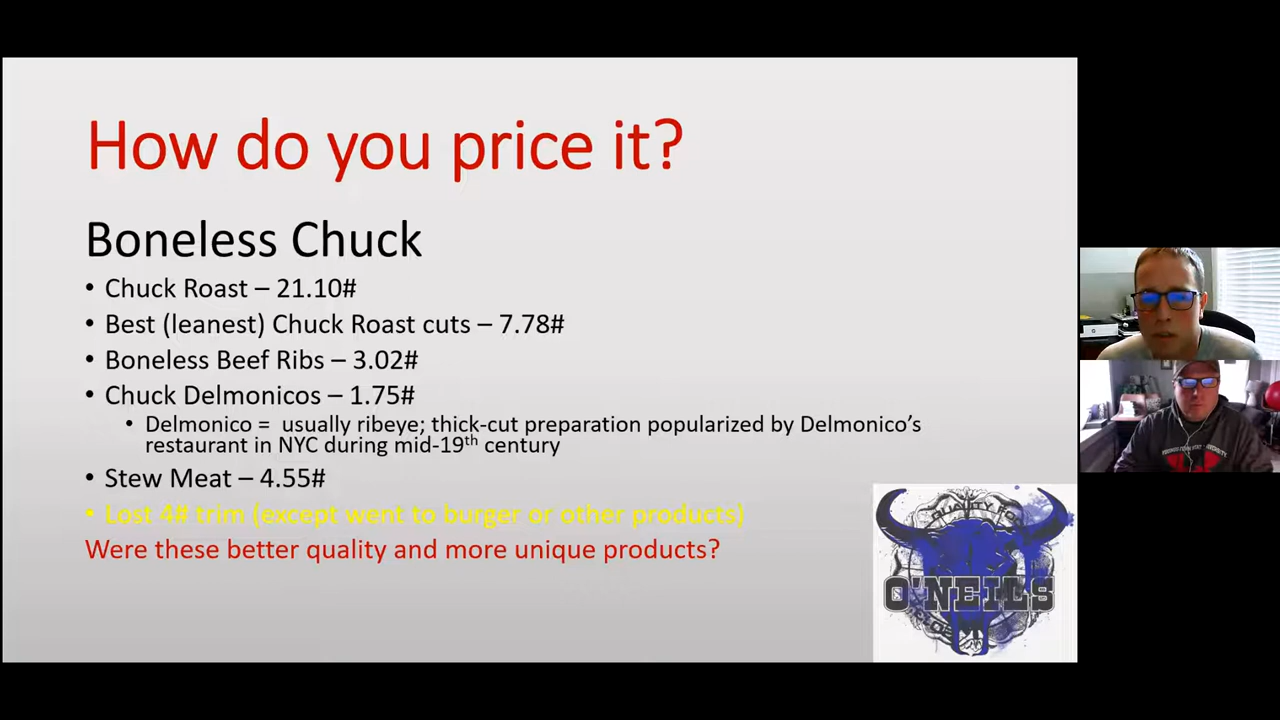 How do you price it?
Boneless Chuck
• Chuck Roast – 21.10#
• Best (leanest) Chuck Roast cuts – 7.78#
• Boneless Beef Ribs – 3.02#
• Chuck Delmonicos – 1.75#
• Delmonico = usually ribeye; thick-cut preparation popularized by Delmonico's
restaurant in NYC during mid-19th century
• Stew Meat – 4.55#
• Lost 4# trim (except went to burger or other products)
Were these better quality and more unique products?
QUALITY
O'NEILS